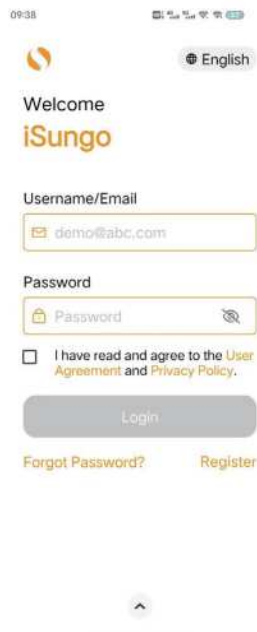 09:38
English
Welcome
iSungo
Username/Email
demo@abc.com
Password
Password
I have read and agree to the User
Agreement and Privacy Policy.
Login
Forgot Password?
Register